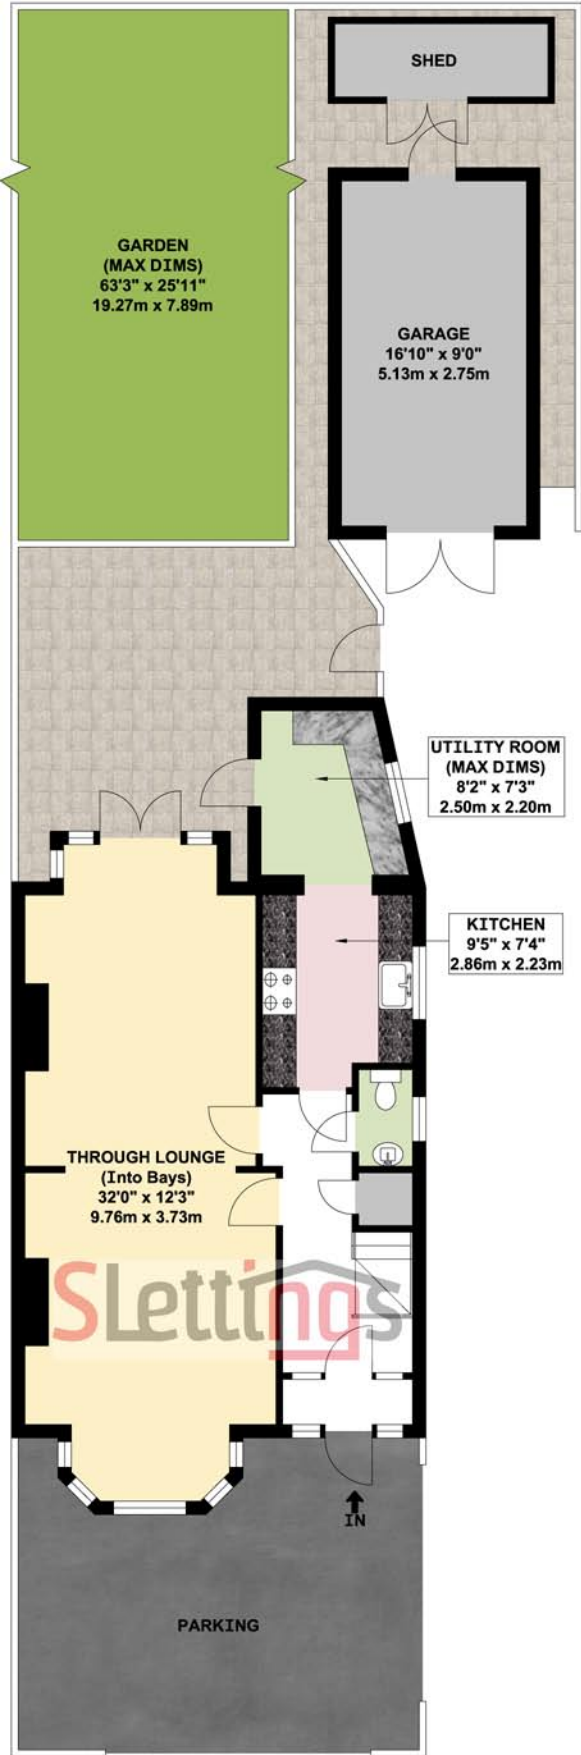 SHED
GARDEN
(MAX DIMS)
63'3" x 25'11"
19.27m x 7.89m
GARAGE
16'10" x 9'0"
5.13m x 2.75m
UTILITY ROOM
(MAX DIMS)
8'2" x 7'3"
2.50m x 2.20m
KITCHEN
9'5" x 7'4"
2.86m x 2.23m
THROUGH LOUNGE
(Into Bays)
32'0" x 12'3"
9.76m x 3.73m
SLettings
IN
PARKING